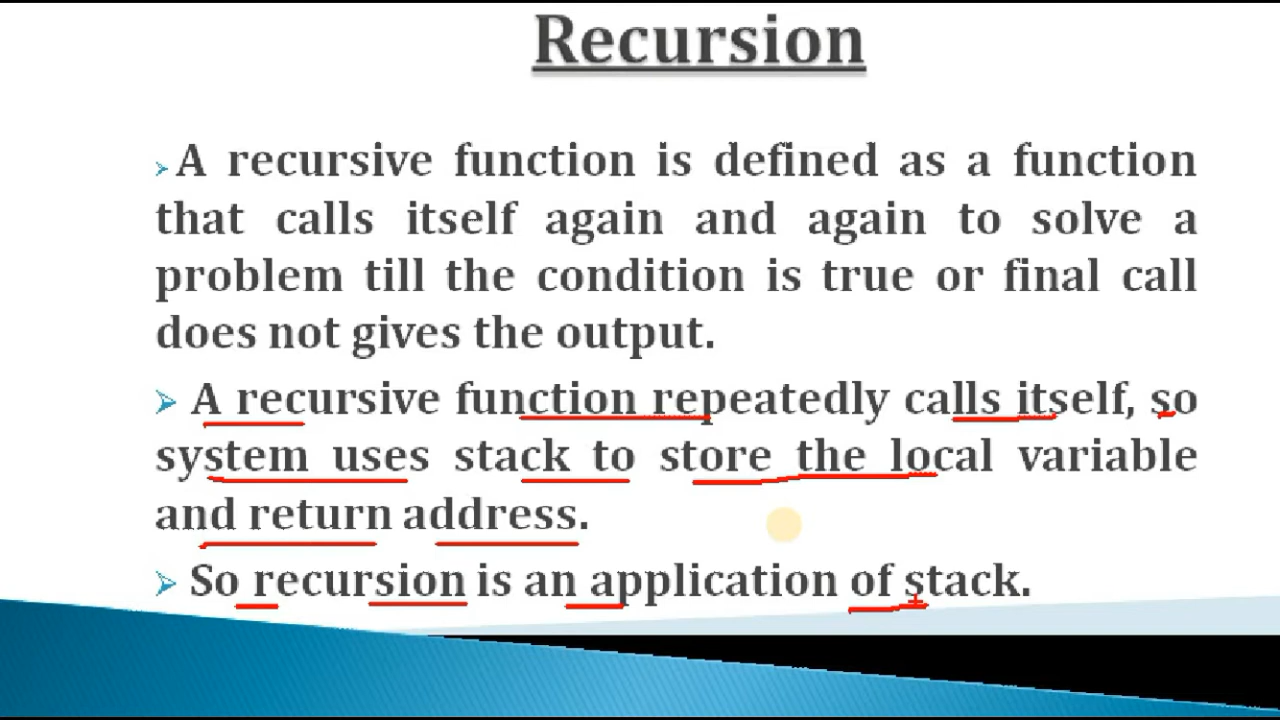 Recursion
A recursive function is defined as a function
that calls itself again and again to solve a
problem till the condition is true or final call
does not gives the output.
A recursive function repeatedly calls itself, so
system uses stack to store the local variable
and return address.
So recursion is an application of stack.